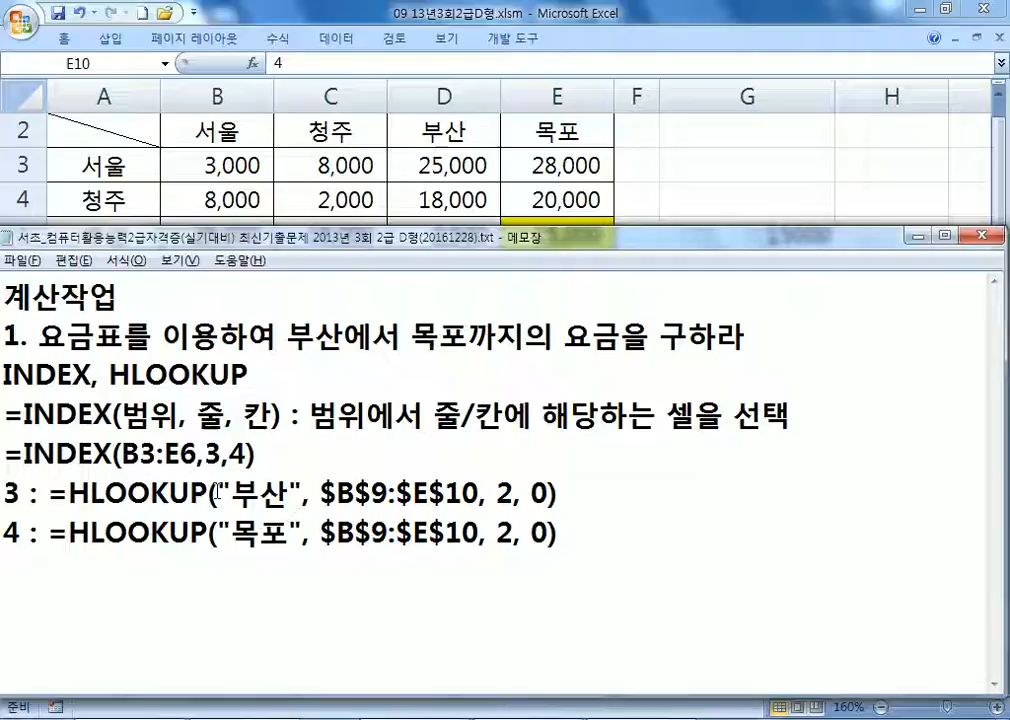 09 13년3회2급D형.xlsm - Microsoft Excel
홈 삽입 페이지 레이아웃 수식 데이터 검토 보기 개발 도구
E10 fx 4
A B C D E F G H
2 서울 청주 부산 목포
3 서울 3,000 8,000 25,000 28,000
4 청주 8,000 2,000 18,000 20,000
서츠_컴퓨터활용능력2급자격증(실기대비) 최신기출문제 2013년 3회 2급 D형(20161228).txt - 메모장
파일(F) 편집(E) 서식(O) 보기(V) 도움말(H)
계산작업
1. 요금표를 이용하여 부산에서 목포까지의 요금을 구하라
INDEX, HLOOKUP
=INDEX(범위, 줄, 칸) : 범위에서 줄/칸에 해당하는 셀을 선택
=INDEX(B3:E6,3,4)
3 : =HLOOKUP("부산", $B$9:$E$10, 2, 0)
4 : =HLOOKUP("목포", $B$9:$E$10, 2, 0)
준비 160%